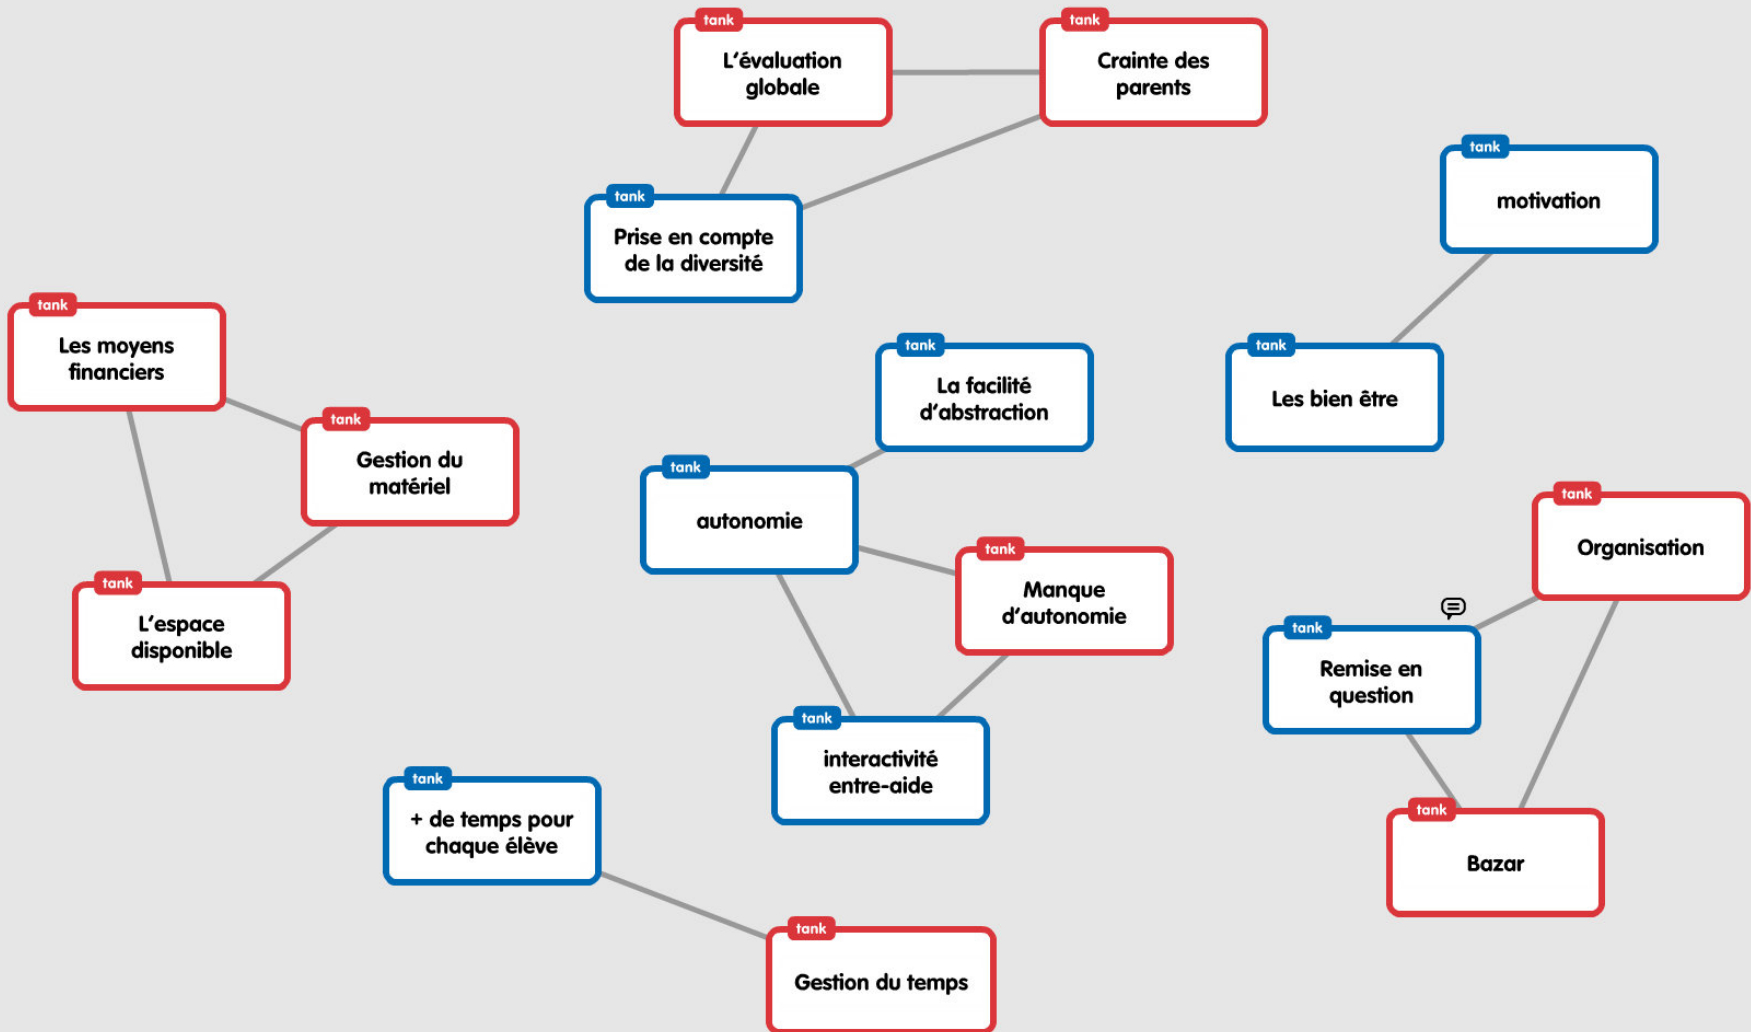 tank
L'évaluation
globale
tank
Crainte des
parents
tank
motivation
tank
Prise en compte
de la diversité
tank
Les moyens
financiers
tank
La facilité
d'abstraction
tank
Les bien être
tank
Gestion du
matériel
tank
autonomie
tank
Organisation
tank
Manque
d'autonomie
tank
L'espace
disponible
tank
Remise en
question
tank
interactivité
entre-aide
tank
+ de temps pour
chaque élève
tank
Bazar
tank
Gestion du temps